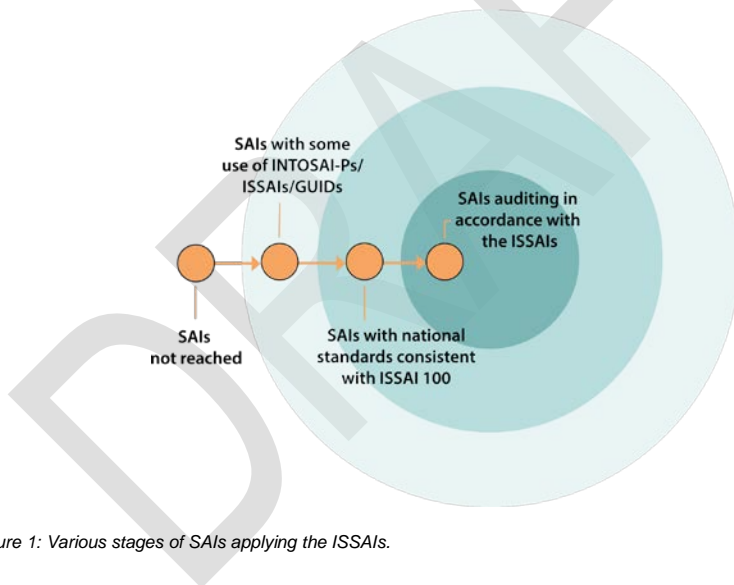 SAIs with some
use of INTOSAI-Ps/
ISSAIs/GUIDs
SAIs auditing in
accordance with
the ISSAIs
SAIs
not reached
SAIs with national
standards consistent
with ISSAI 100
ure 1: Various stages of SAIs applying the ISSAIs.
DRAF